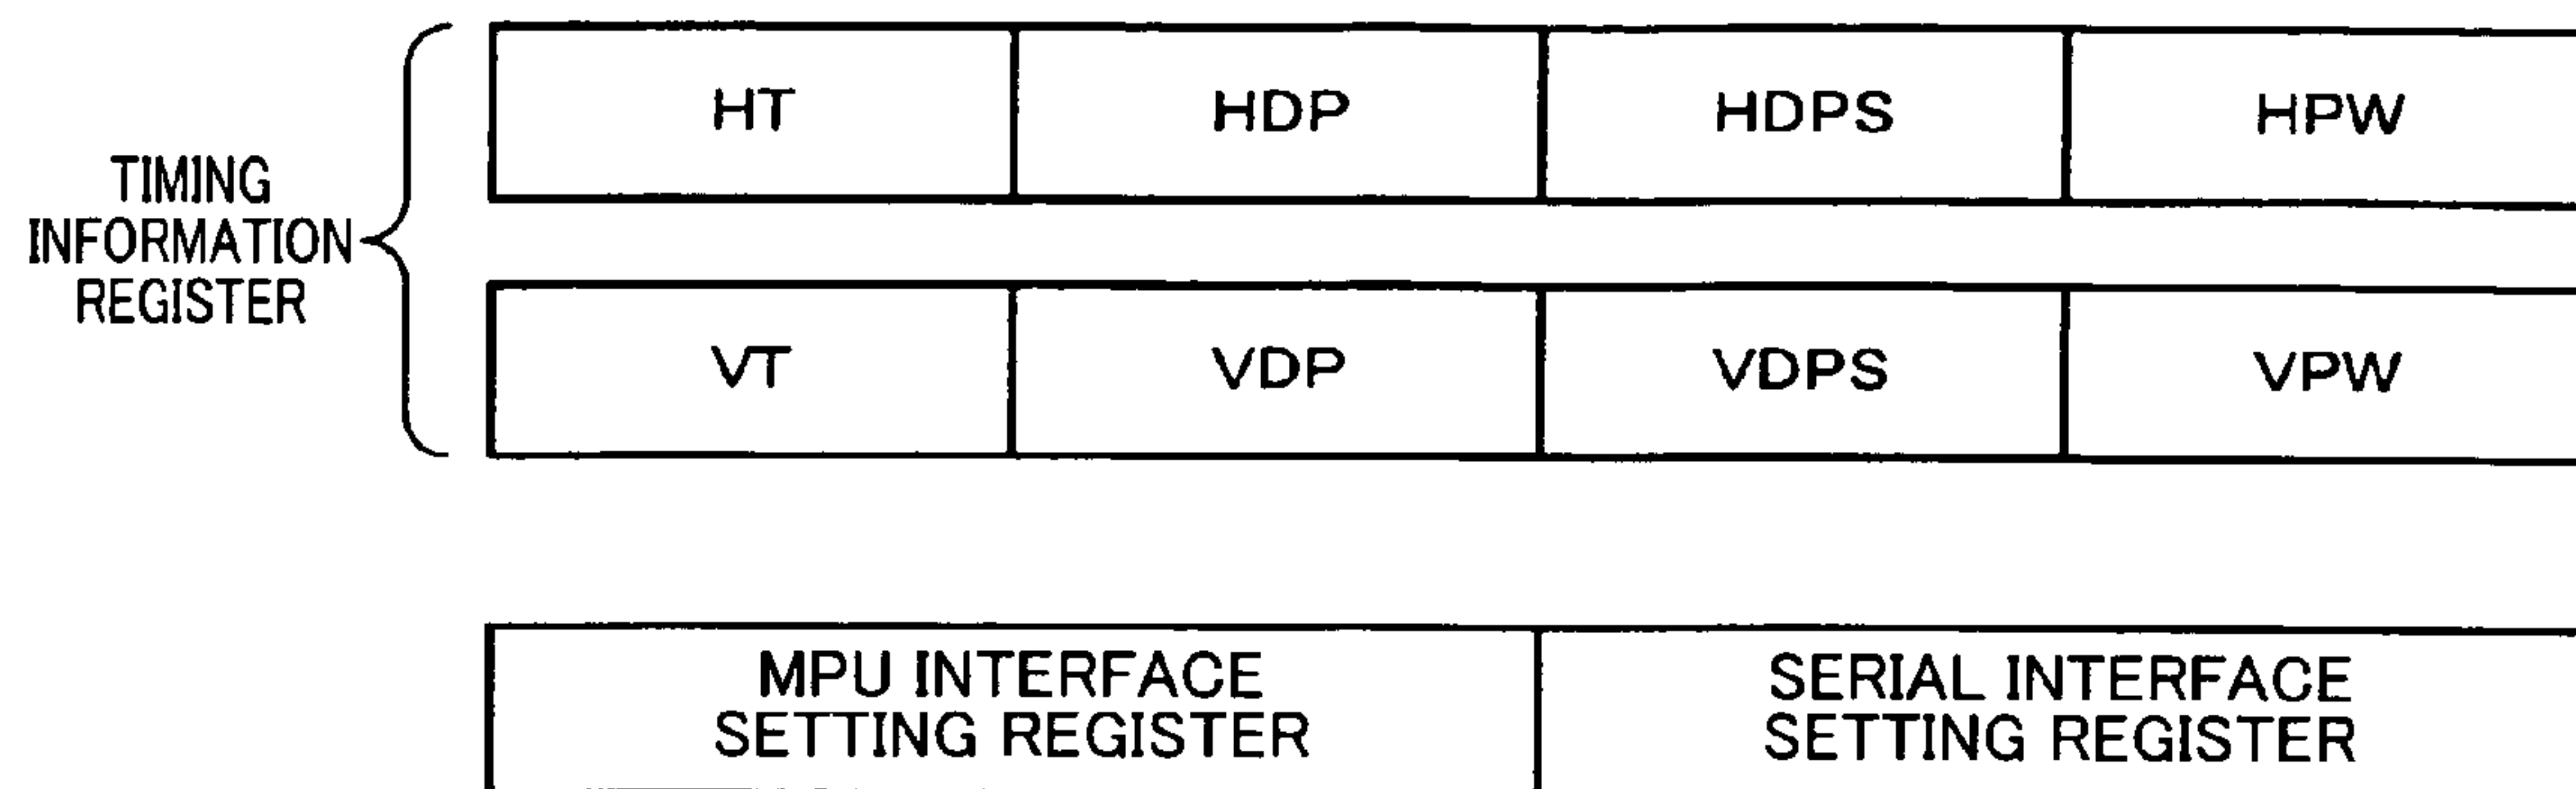 TIMING
INFORMATION
REGISTER
HT HDP HDPS HPW
VT VDP VDPS VPW
MPU INTERFACE
SETTING REGISTER
SERIAL INTERFACE
SETTING REGISTER